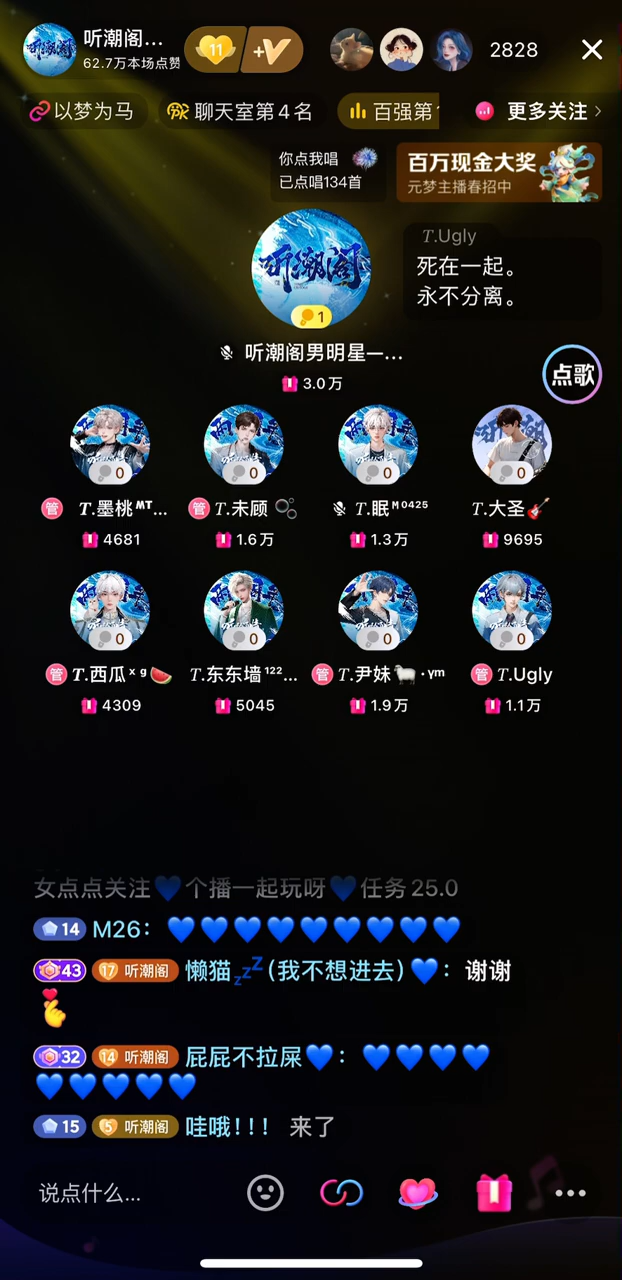 听潮阁...
62.7万本场点赞
11
+
2828
以梦为马
聊天室第4名
百强第1
更多关注
你点我唱
已点唱134首
百万现金大奖
元梦主播春招中
听潮阁
T.Ugly
死在一起。
永不分离。
1
听潮阁男明星一...
3.0万
点歌
0
0
0
0
管 T.墨桃ᴹᵀ...
管 T.未顾
T.眠ᴹ⁰⁴²⁵
T.大圣🎸
4681
1.6万
1.3万
9695
0
0
0
0
管 T.西瓜ˣᵍ🍉
T.东东墙¹²²...
管 T.尹妹🐑·ʸᵐ
管 T.Ugly
4309
5045
1.9万
1.1万
女点点关注💙个播一起玩呀💙任务25.0
14 M26：💙💙💙💙💙💙💙💙💙
43 17 听潮阁 懒猫💤(我不想进去)💙：谢谢
🫰
32 14 听潮阁 屁屁不拉屎💙：💙💙💙💙
💙💙💙💙💙
15 5 听潮阁 哇哦!!! 来了
说点什么...